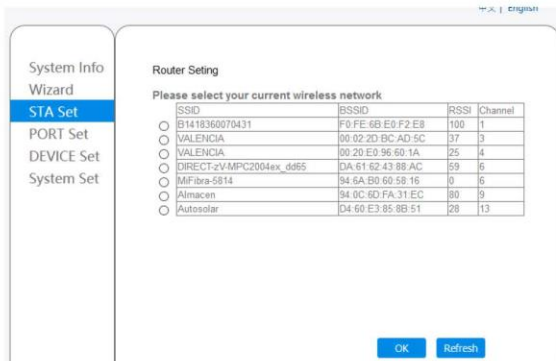 中文 | English
System Info
Wizard
STA Set
PORT Set
DEVICE Set
System Set
Router Seting
Please select your current wireless network
SSID BSSID RSSI Channel
B1418360070431 F0:FE:6B:E0:F2:E8 100 1
VALENCIA 00:02:2D:BC:AD:5C 37 3
VALENCIA 00:20:E0:96:60:1A 25 4
DIRECT-zV-MPC2004ex_dd65 DA:61:62:43:88:AC 59 6
MiFibra-5814 94:6A:B0:60:58:16 0 6
Almacen 94:0C:6D:FA:31:EC 80 9
Autosolar D4:60:E3:85:8B:51 28 13
OK Refresh